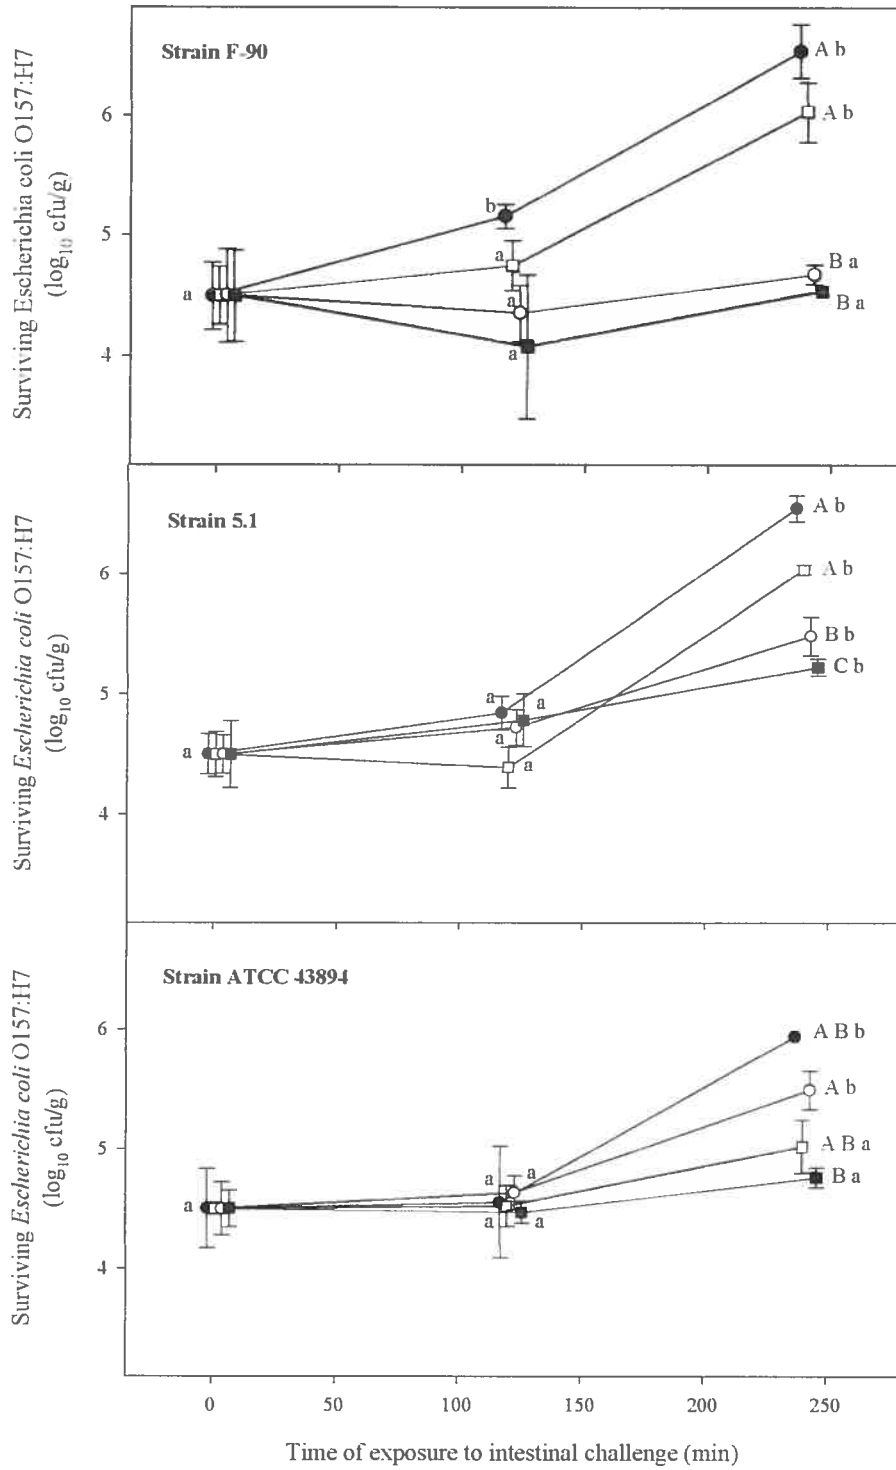 Strain F-90
Surviving Escherichia coli O157:H7
(log10 cfu/g)
6
5
4
a
b
a
a
a
A b
A b
B a
B a
Strain 5.1
Surviving Escherichia coli O157:H7
(log10 cfu/g)
6
5
4
a
a
a
a
a
A b
A b
B b
C b
Strain ATCC 43894
Surviving Escherichia coli O157:H7
(log10 cfu/g)
6
5
4
a
a
a
a
a
A B b
A b
A B a
B a
0
50
100
150
200
250
Time of exposure to intestinal challenge (min)